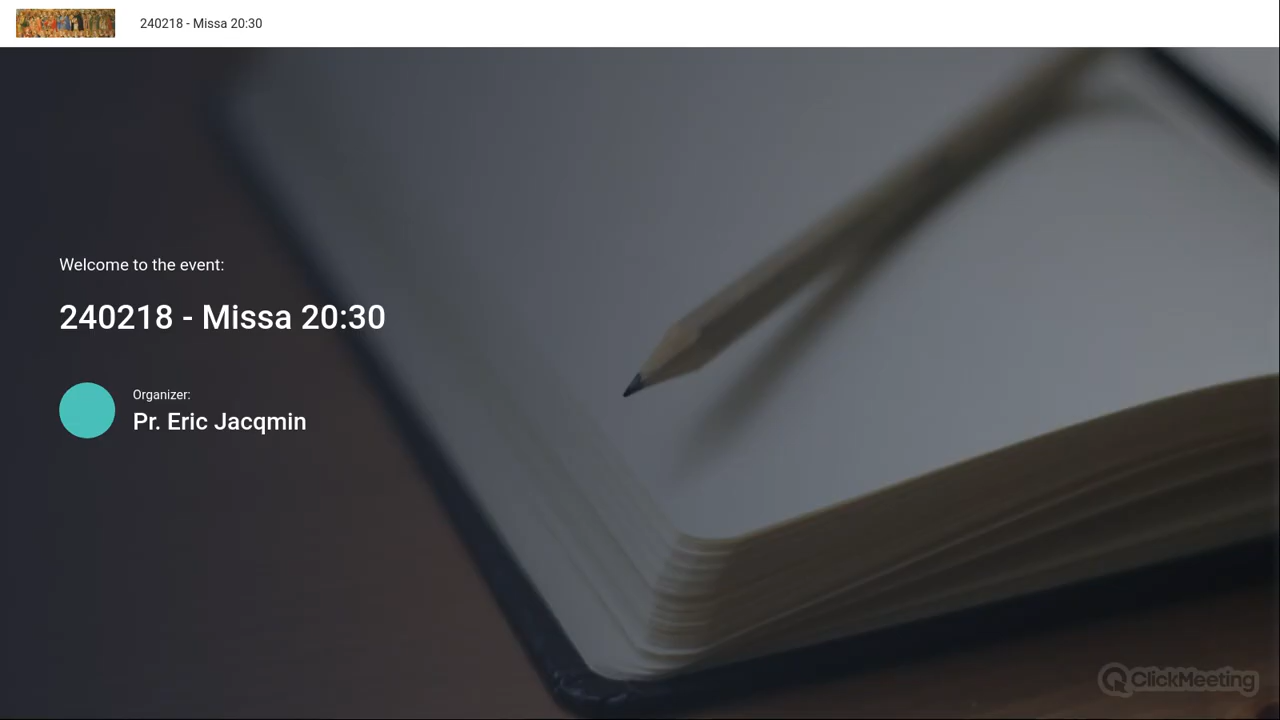 240218 - Missa 20:30
Welcome to the event:
240218 - Missa 20:30
Organizer:
Pr. Eric Jacqmin
ClickMeeting